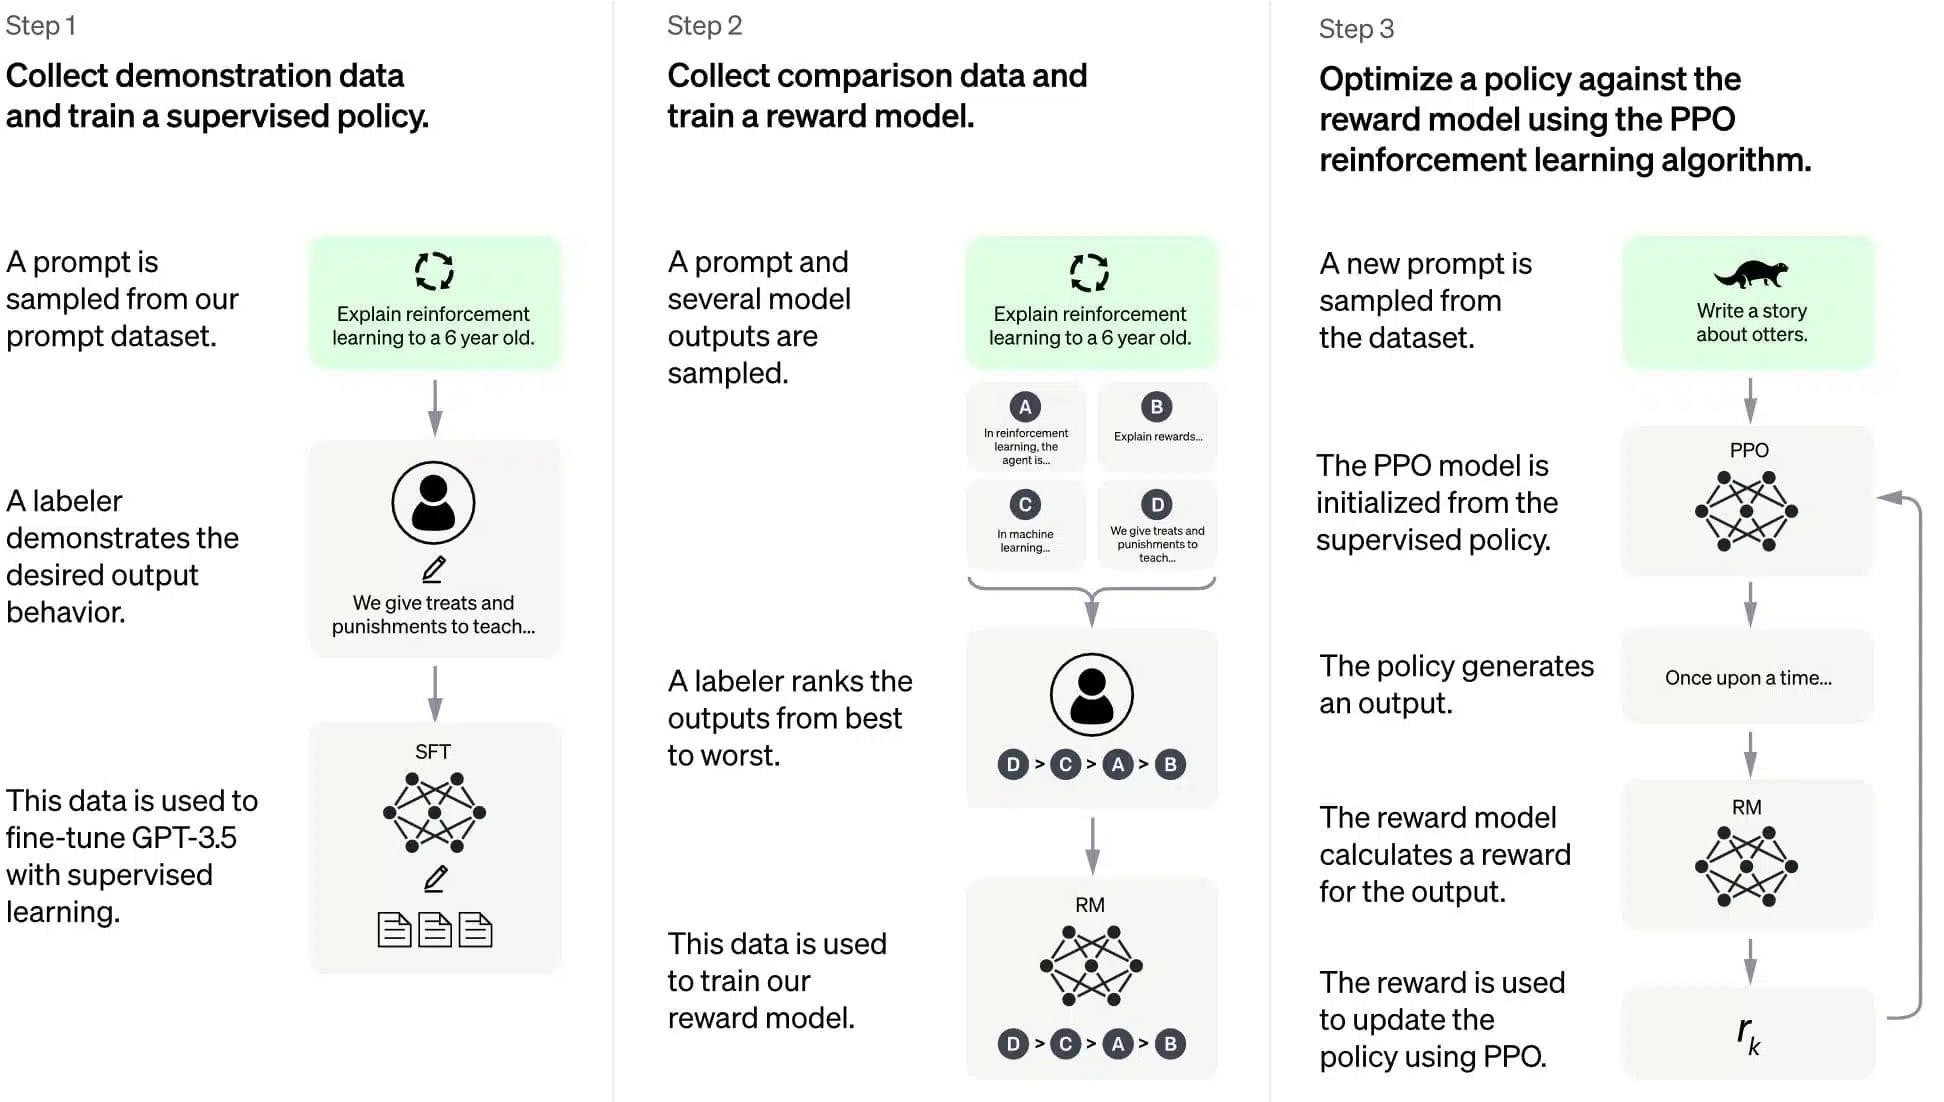 Step 1
Collect demonstration data
and train a supervised policy.
A prompt is
sampled from our
prompt dataset.
Explain reinforcement
learning to a 6 year old.
A labeler
demonstrates the
desired output
behavior.
We give treats and
punishments to teach...
This data is used to
fine-tune GPT-3.5
with supervised
learning.
SFT
Step 2
Collect comparison data and
train a reward model.
A prompt and
several model
outputs are
sampled.
Explain reinforcement
learning to a 6 year old.
A
In reinforcement
learning, the
agent is...
B
Explain rewards...
C
In machine
learning...
D
We give treats and
punishments to
teach...
A labeler ranks the
outputs from best
to worst.
D > C > A > B
This data is used
to train our
reward model.
RM
D > C > A > B
Step 3
Optimize a policy against the
reward model using the PPO
reinforcement learning algorithm.
A new prompt is
sampled from
the dataset.
Write a story
about otters.
The PPO model is
initialized from the
supervised policy.
PPO
The policy generates
an output.
Once upon a time...
The reward model
calculates a reward
for the output.
RM
The reward is used
to update the
policy using PPO.
rk